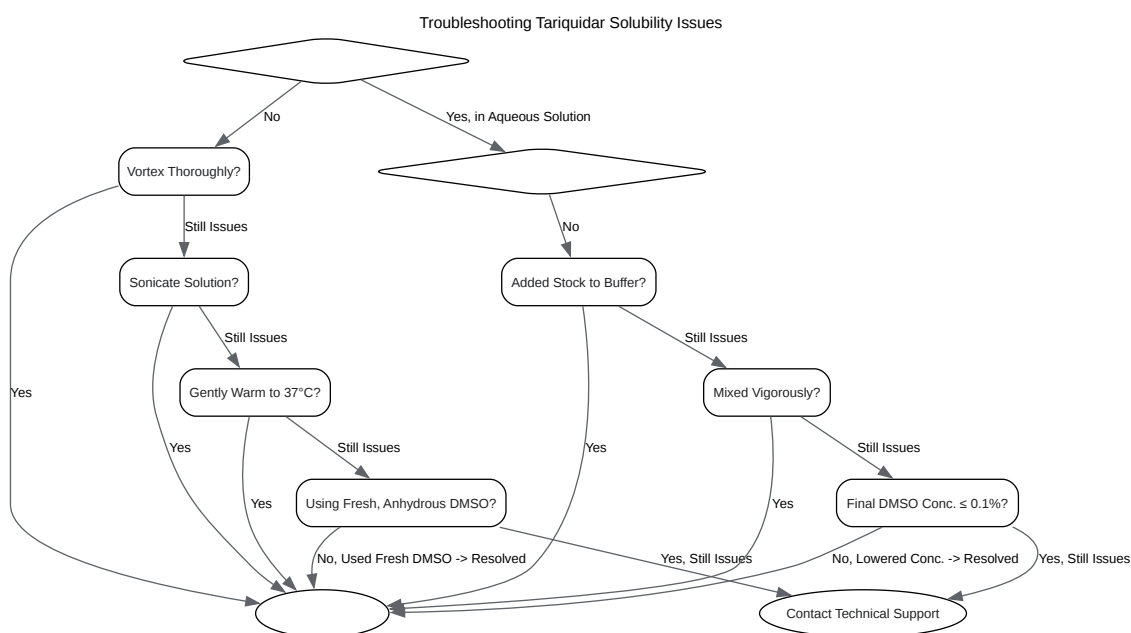 Troubleshooting Tariquidar Solubility Issues
No
Yes, in Aqueous Solution
Vortex Thoroughly?
Still Issues
No
Sonicate Solution?
Added Stock to Buffer?
Still Issues
Still Issues
Yes
Gently Warm to 37°C?
Mixed Vigorously?
Yes
Still Issues
Yes
Still Issues
Yes
Using Fresh, Anhydrous DMSO?
Yes
Final DMSO Conc. ≤ 0.1%?
No, Used Fresh DMSO -> Resolved
Yes, Still Issues
No, Lowered Conc. -> Resolved
Yes, Still Issues
Contact Technical Support